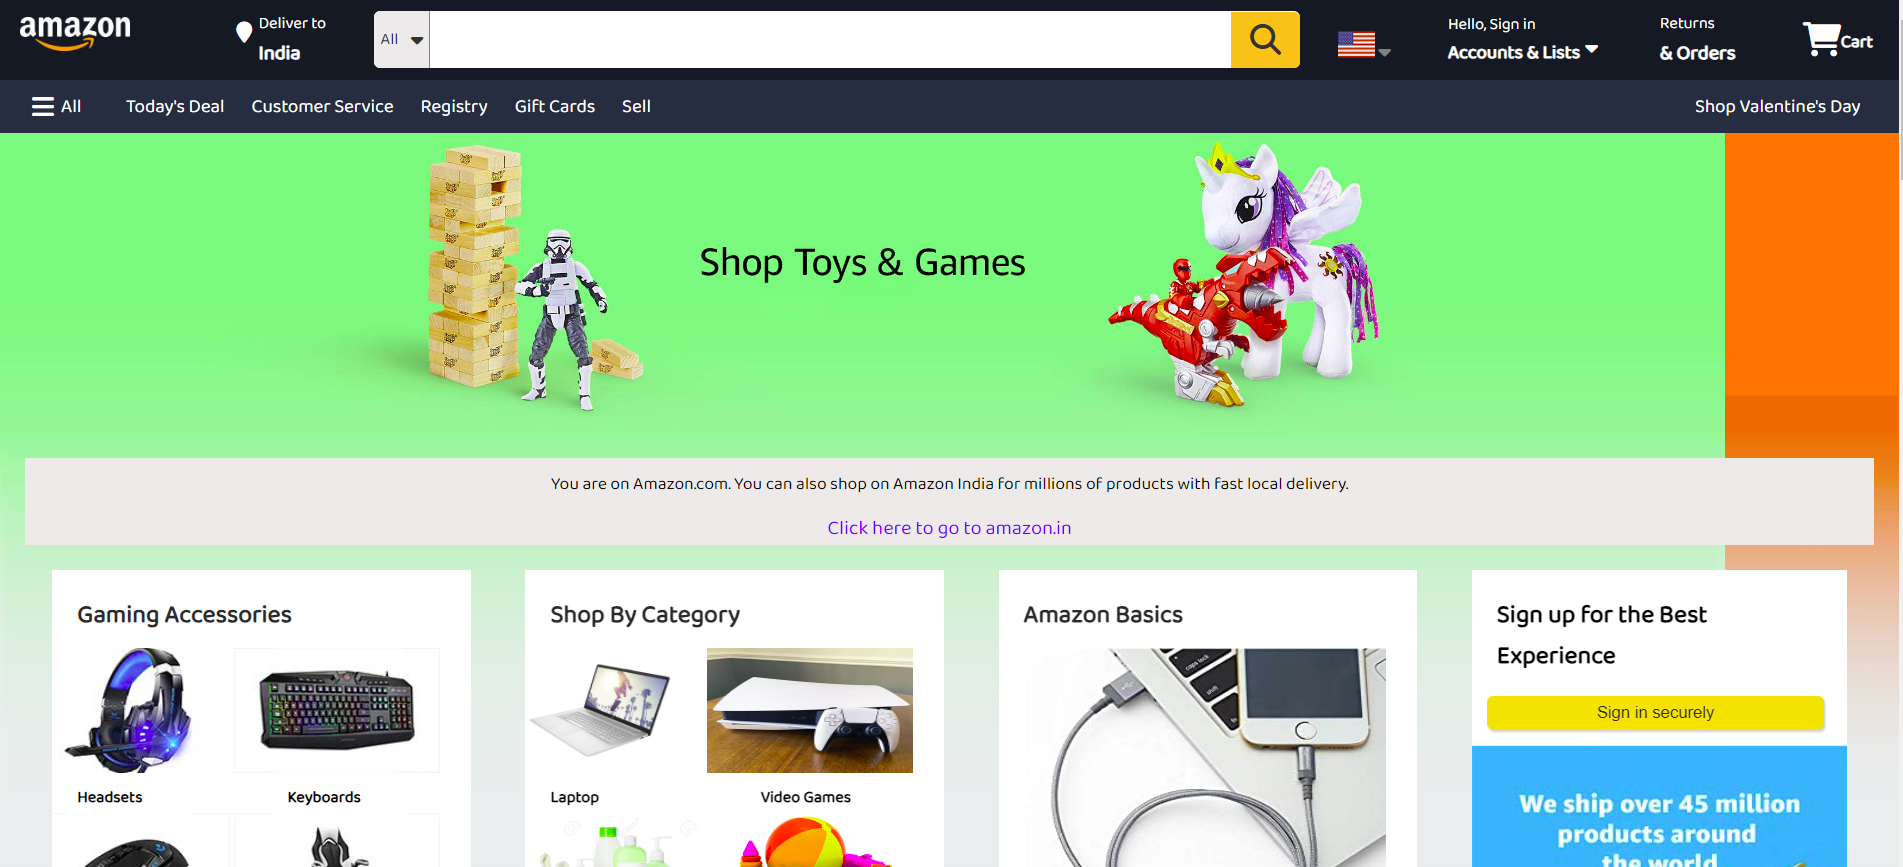 amazon
Deliver to
India
All
Hello, Sign in
Accounts & Lists
Returns
& Orders
Cart
All
Today's Deal
Customer Service
Registry
Gift Cards
Sell
Shop Valentine's Day
Shop Toys & Games
You are on Amazon.com. You can also shop on Amazon India for millions of products with fast local delivery.
Click here to go to amazon.in
Gaming Accessories
Shop By Category
Amazon Basics
Sign up for the Best
Experience
caps lock
shift
Sign in securely
Headsets
Keyboards
Laptop
Video Games
We ship over 45 million
products around
the world